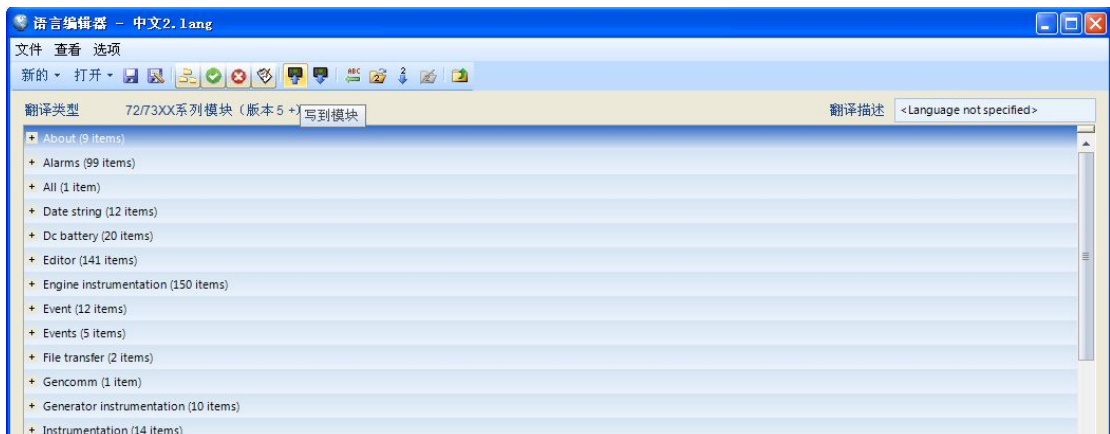 语言编辑器 - 中文2.lang
文件 查看 选项
新的 打开 ABC 27 2
翻译类型 72/73XX系列模块（版本5 +) 翻译描述 <Language not specified>
写到模块
+ About (9 items)
+ Alarms (99 items)
+ All (1 item)
+ Date string (12 items)
+ Dc battery (20 items)
+ Editor (141 items)
+ Engine instrumentation (150 items)
+ Event (12 items)
+ Events (5 items)
+ File transfer (2 items)
+ Gencomm (1 item)
+ Generator instrumentation (10 items)
+ Instrumentation (14 items)